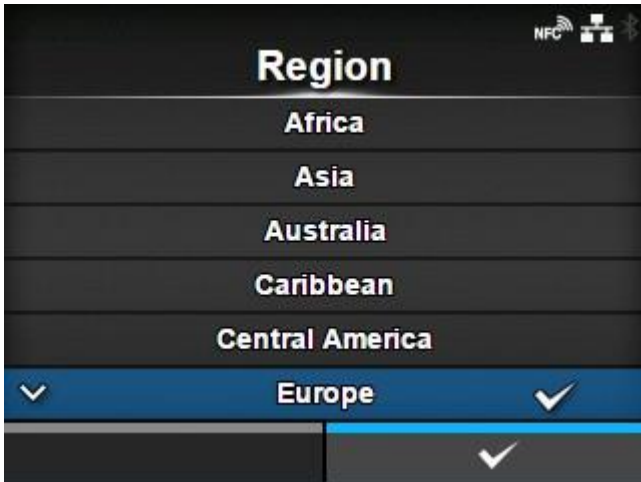 NFC
Region
Africa
Asia
Australia
Caribbean
Central America
Europe